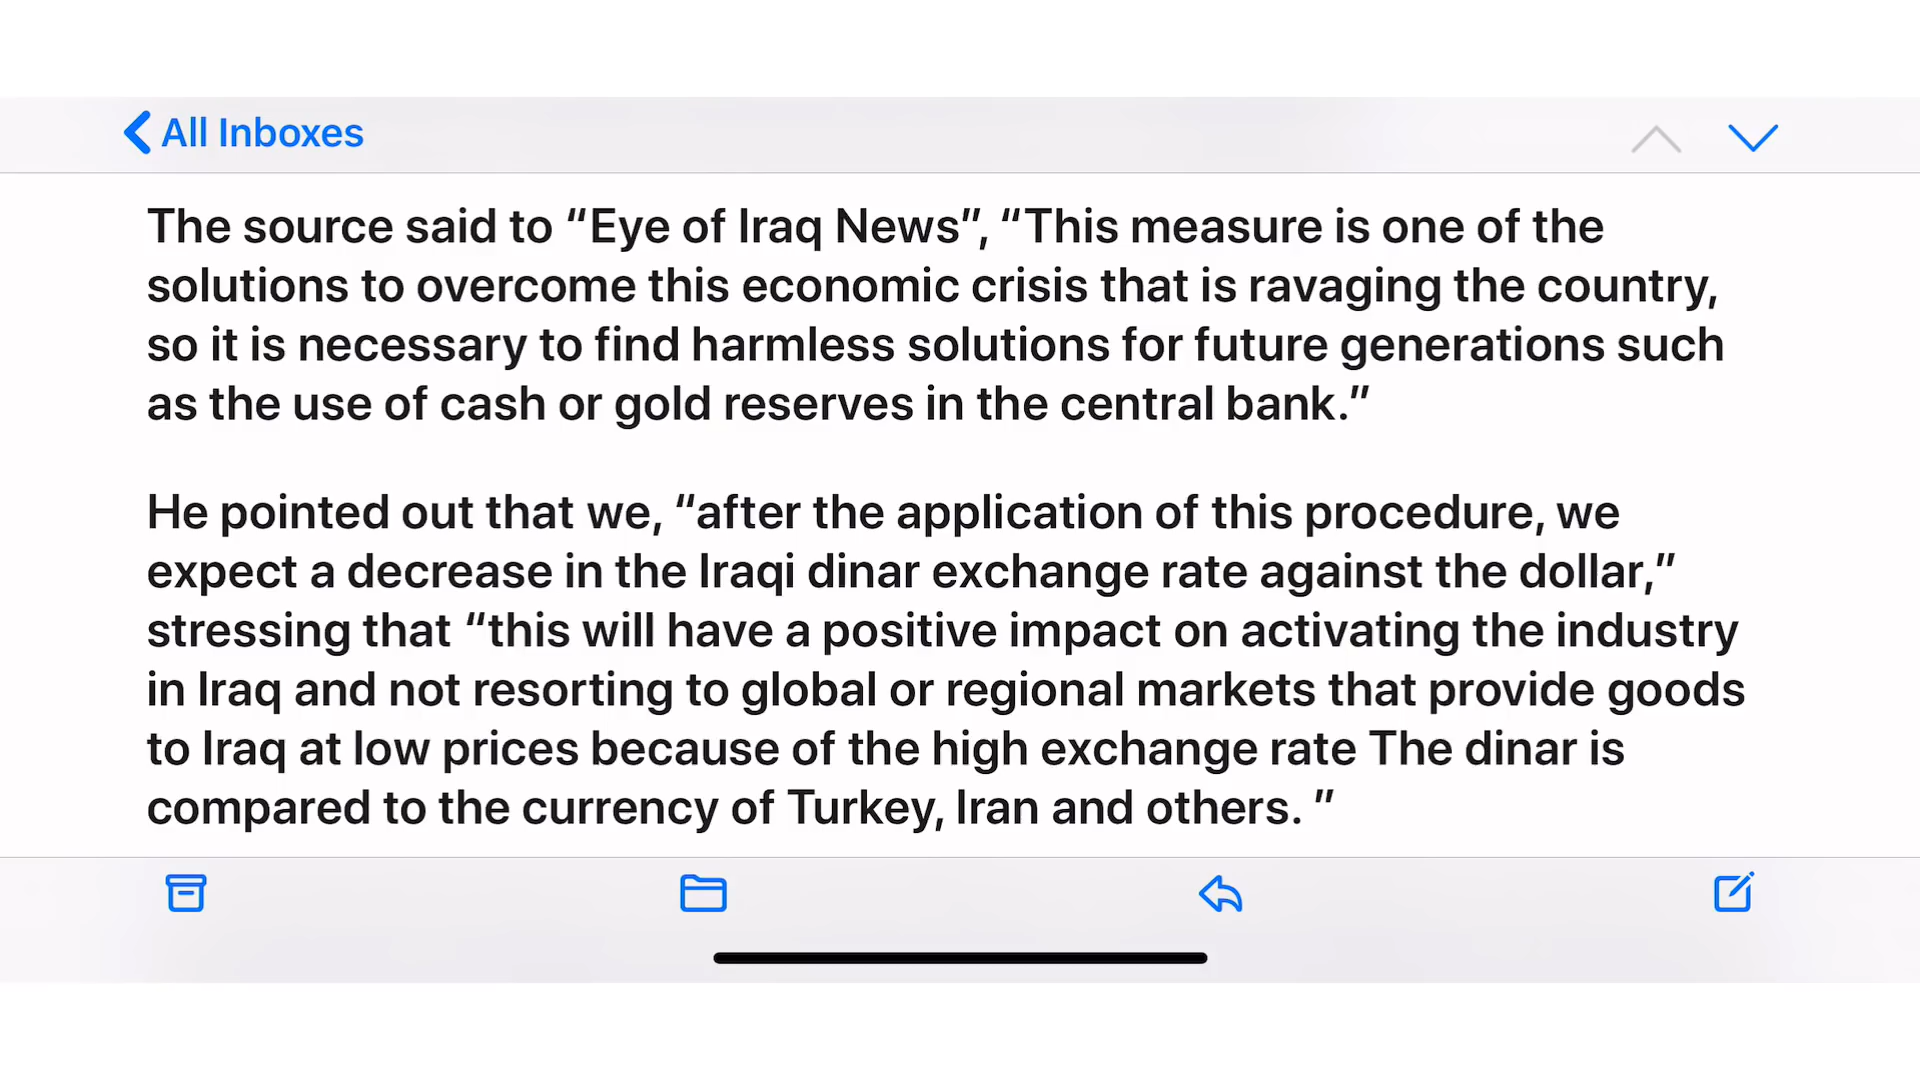 All Inboxes
The source said to “Eye of Iraq News”, “This measure is one of the
solutions to overcome this economic crisis that is ravaging the country,
so it is necessary to find harmless solutions for future generations such
as the use of cash or gold reserves in the central bank.”
He pointed out that we, “after the application of this procedure, we
expect a decrease in the Iraqi dinar exchange rate against the dollar,”
stressing that “this will have a positive impact on activating the industry
in Iraq and not resorting to global or regional markets that provide goods
to Iraq at low prices because of the high exchange rate The dinar is
compared to the currency of Turkey, Iran and others. ”